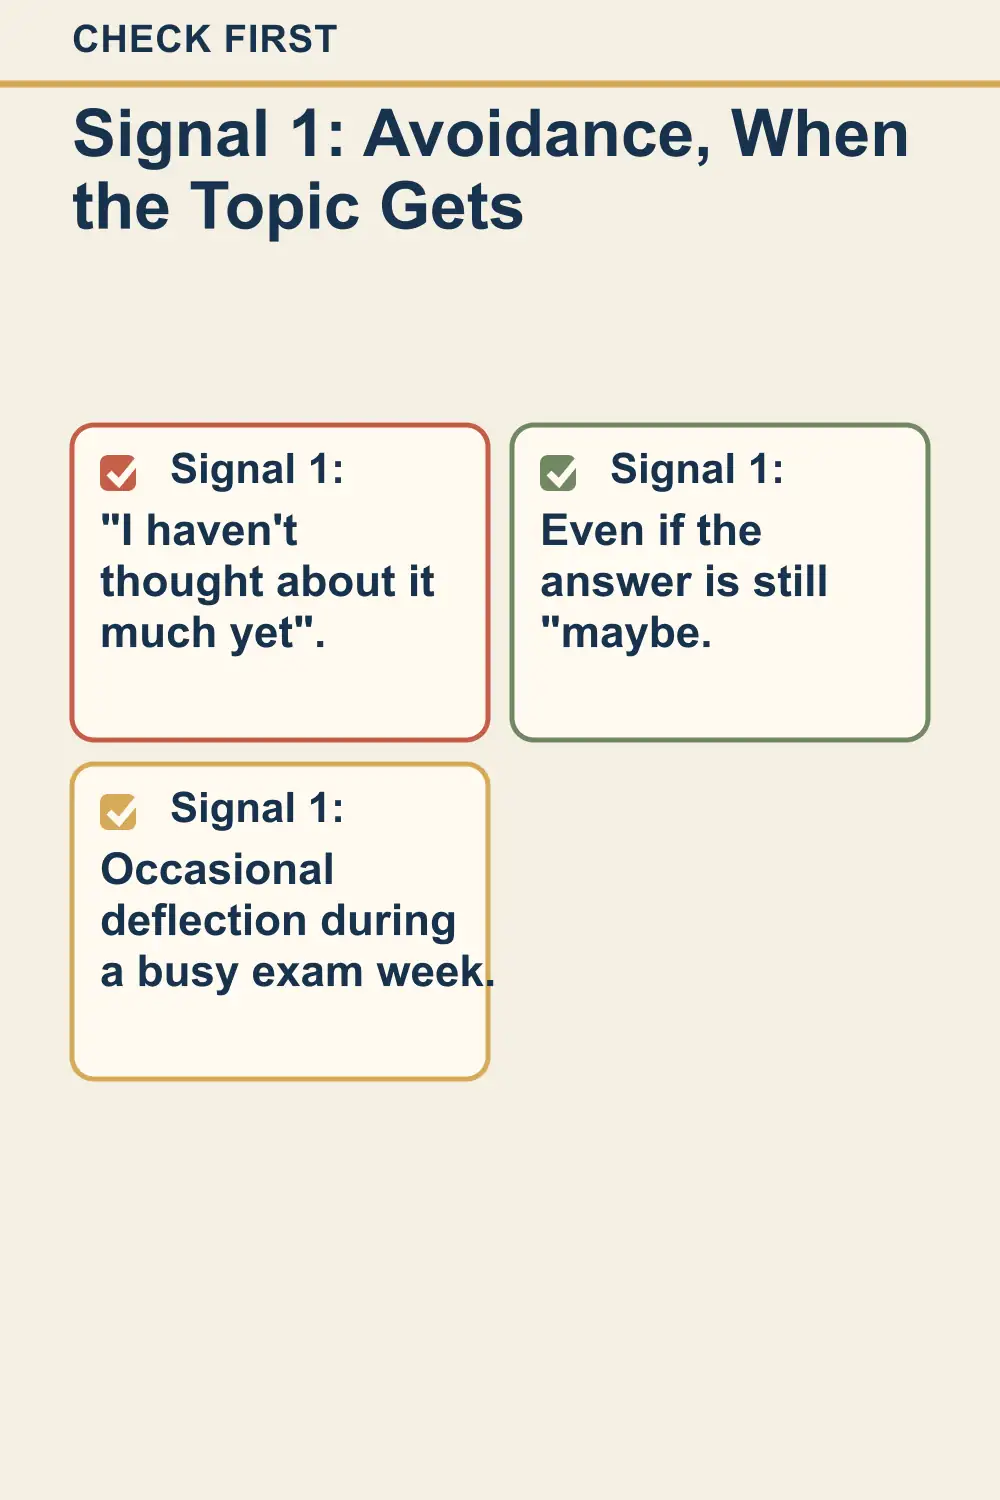 CHECK FIRST
Signal 1: Avoidance, When
the Topic Gets
Signal 1:
"I haven't
thought about it
much yet".
Signal 1:
Even if the
answer is still
"maybe.
Signal 1:
Occasional
deflection during
a busy exam week.